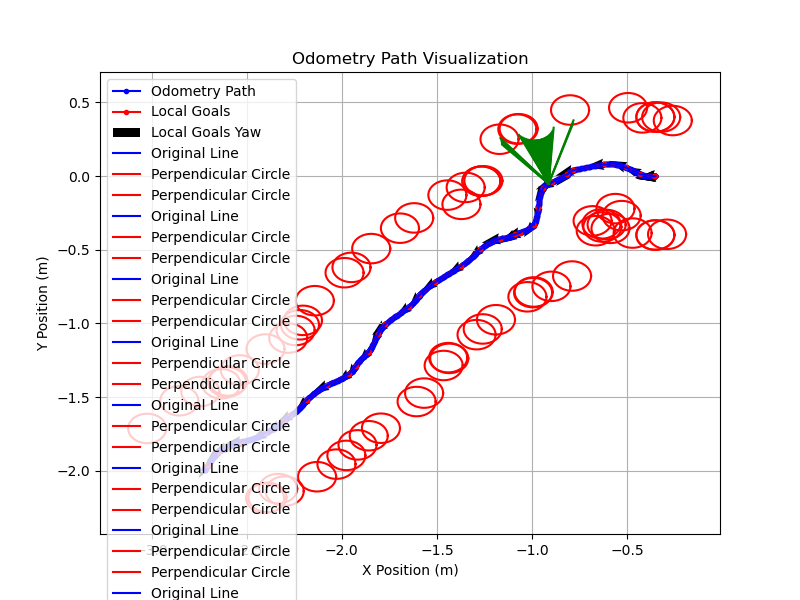 Odometry Path Visualization
Odometry Path
Local Goals
Local Goals Yaw
Original Line
Perpendicular Circle
Perpendicular Circle
Original Line
Perpendicular Circle
Perpendicular Circle
Original Line
Perpendicular Circle
Perpendicular Circle
Original Line
Perpendicular Circle
Perpendicular Circle
Original Line
Perpendicular Circle
Perpendicular Circle
Original Line
Perpendicular Circle
Perpendicular Circle
Original Line
Perpendicular Circle
Perpendicular Circle
Original Line
Y Position (m)
0.5
0.0
−0.5
−1.0
−1.5
−2.0
−2.0
−1.5
−1.0
−0.5
X Position (m)